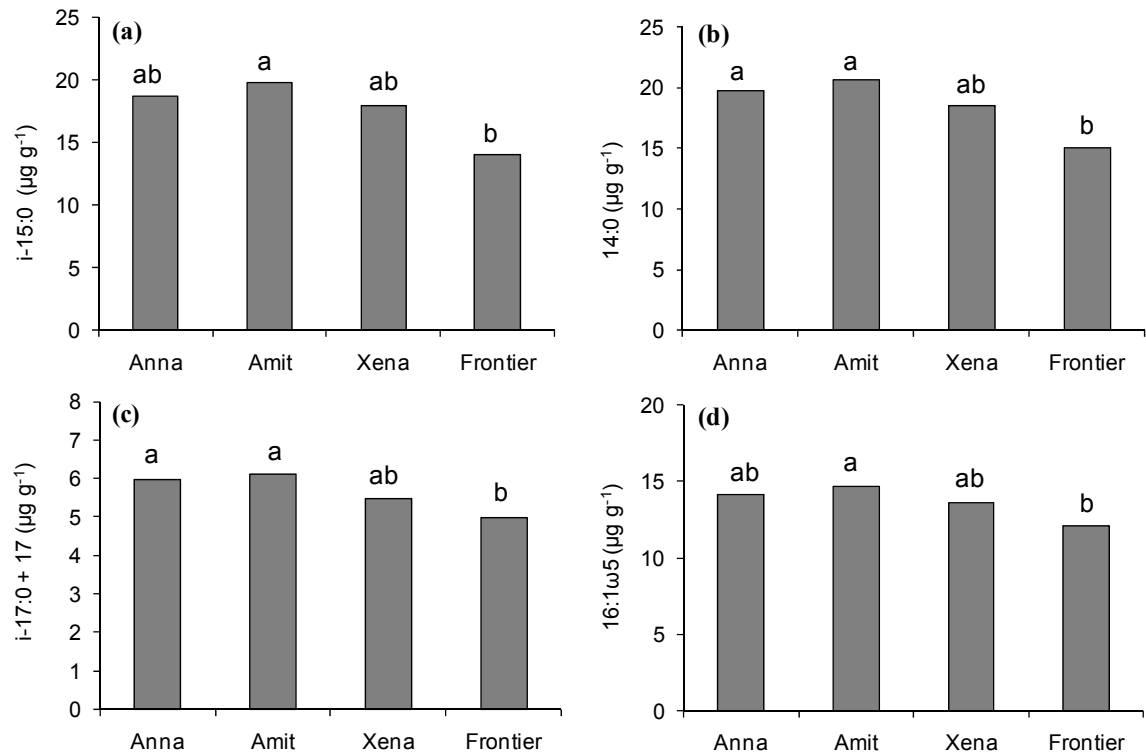 (a)
i-15:0 (µg g-1)
25
20
15
10
5
0
ab
a
ab
b
Anna Amit Xena Frontier
(b)
14:0 (µg g-1)
25
20
15
10
5
0
a
a
ab
b
Anna Amit Xena Frontier
(c)
i-17:0 + 17 (µg g-1)
8
7
6
5
4
3
2
1
0
a
a
ab
b
Anna Amit Xena Frontier
(d)
16:1ω5 (µg g-1)
20
15
10
5
0
ab
a
ab
b
Anna Amit Xena Frontier